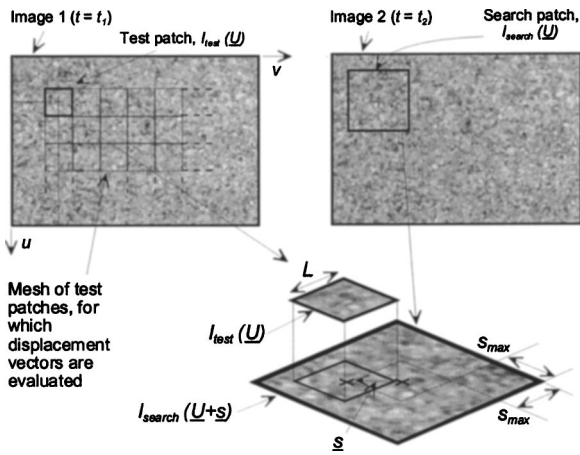 Image 1 (t = t1)
Test patch, Itest (U)
v
u
Mesh of test
patches, for
which
displacement
vectors are
evaluated
Image 2 (t = t2)
Search patch,
Isearch (U)
L
Itest (U)
smax
smax
Isearch (U+s)
s